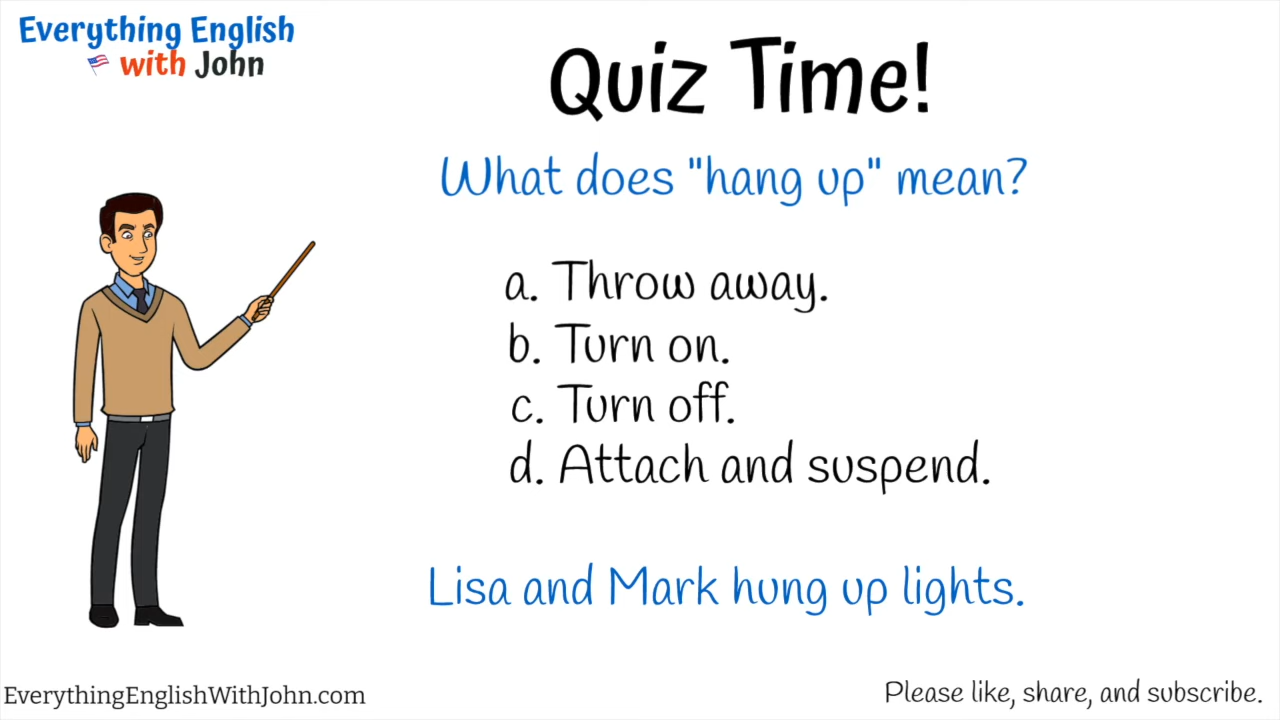 Everything English
with John
Quiz Time!
What does "hang up" mean?
a. Throw away.
b. Turn on.
c. Turn off.
d. Attach and suspend.
Lisa and Mark hung up lights.
EverythingEnglishWithJohn.com
Please like, share, and subscribe.